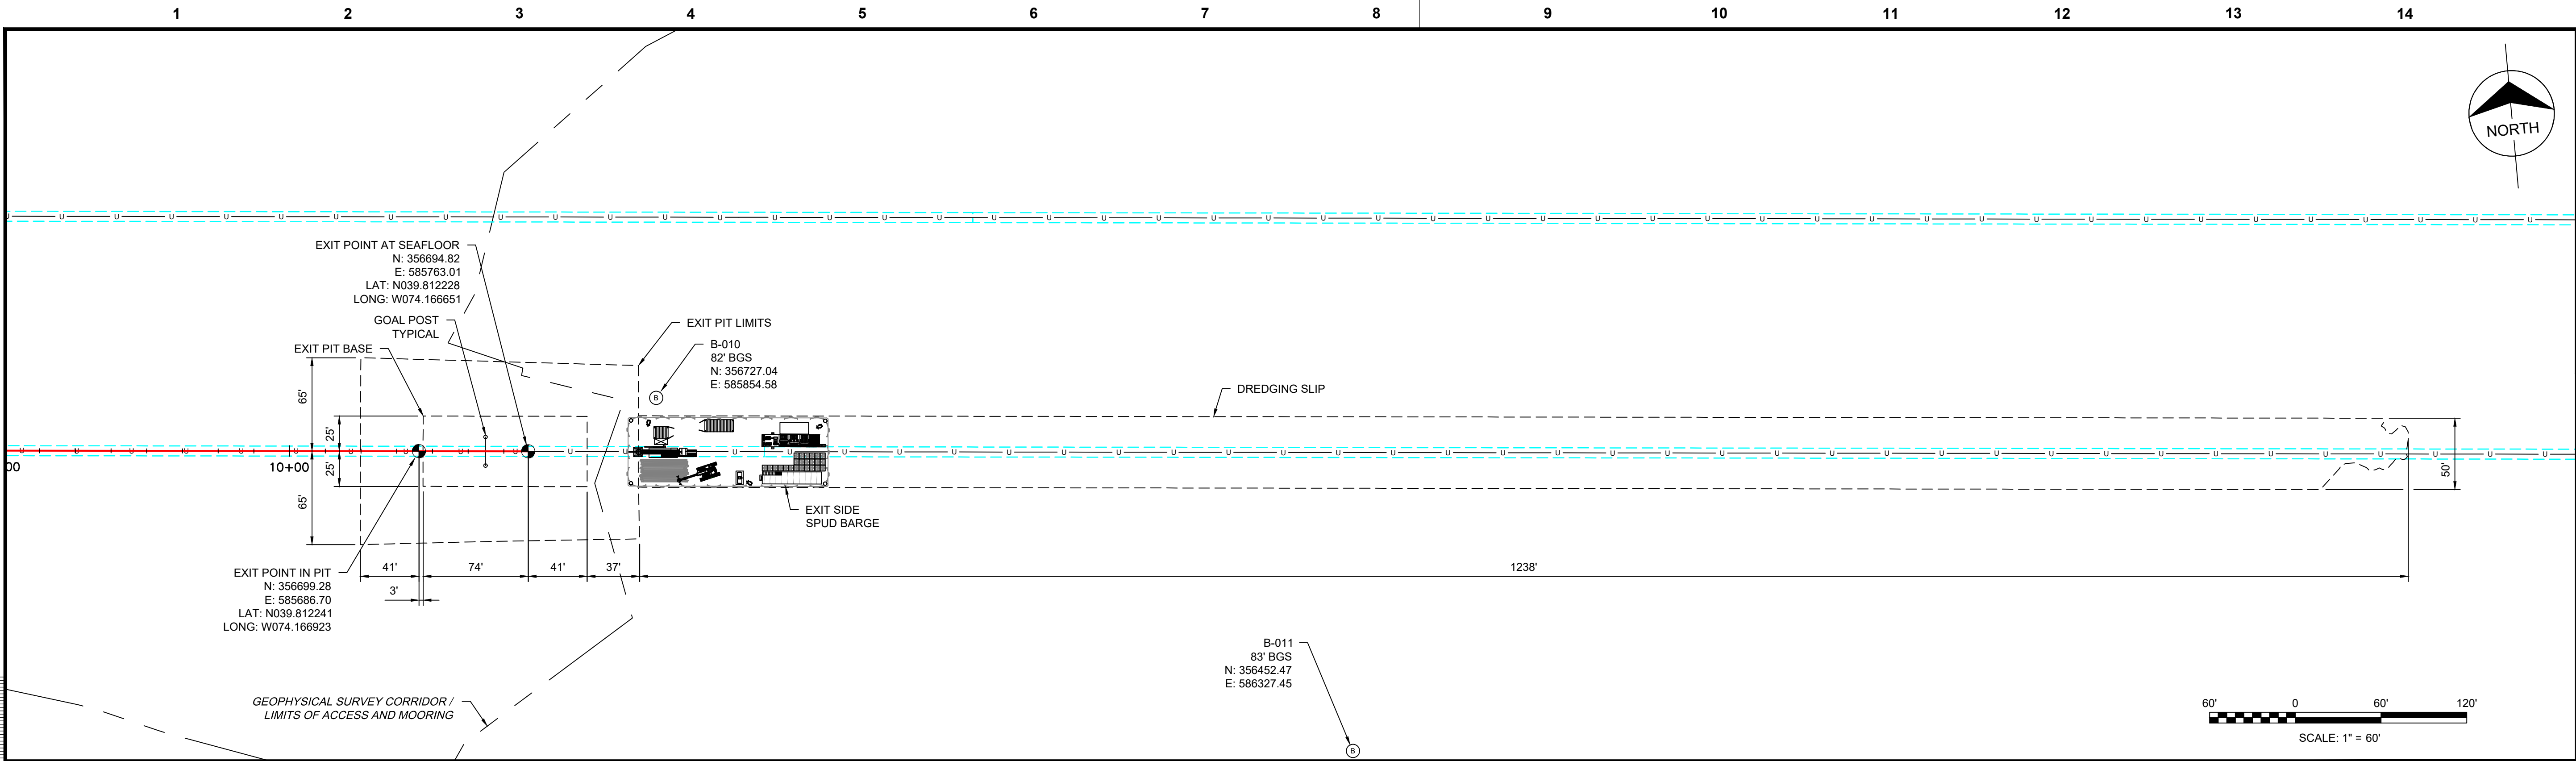 1 2 3 4 5 6 7 8 9 10 11 12 13 14
NORTH
EXIT POINT AT SEAFLOOR
N: 356694.82
E: 585763.01
LAT: N039.812228
LONG: W074.166651
GOAL POST
TYPICAL
EXIT PIT BASE
EXIT PIT LIMITS
B-010
82' BGS
N: 356727.04
E: 585854.58
B
DREDGING SLIP
65'
25'
25'
65'
00
10+00
U U U U U U U U U U U U U U U U U U U U U U U U U U U U U U U U U U U U U U U U U U U U U U U
50'
EXIT SIDE
SPUD BARGE
EXIT POINT IN PIT
N: 356699.28
E: 585686.70
LAT: N039.812241
LONG: W074.166923
41'
3'
74'
41'
37'
1238'
B-011
83' BGS
N: 356452.47
E: 586327.45
B
GEOPHYSICAL SURVEY CORRIDOR /
LIMITS OF ACCESS AND MOORING
60' 0 60' 120'
SCALE: 1" = 60'